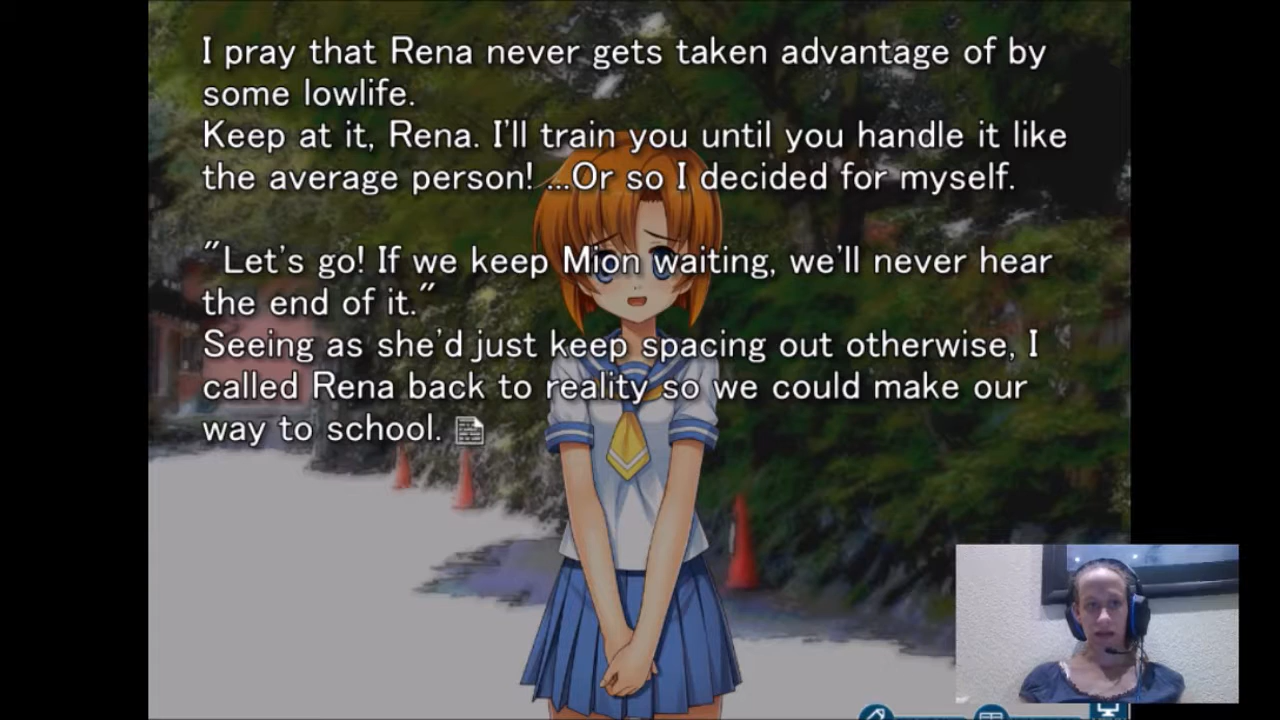 I pray that Rena never gets taken advantage of by
some lowlife.
Keep at it, Rena. I'll train you until you handle it like
the average person! ...Or so I decided for myself.
"Let's go! If we keep Mion waiting, we'll never hear
the end of it."
Seeing as she'd just keep spacing out otherwise, I
called Rena back to reality so we could make our
way to school.